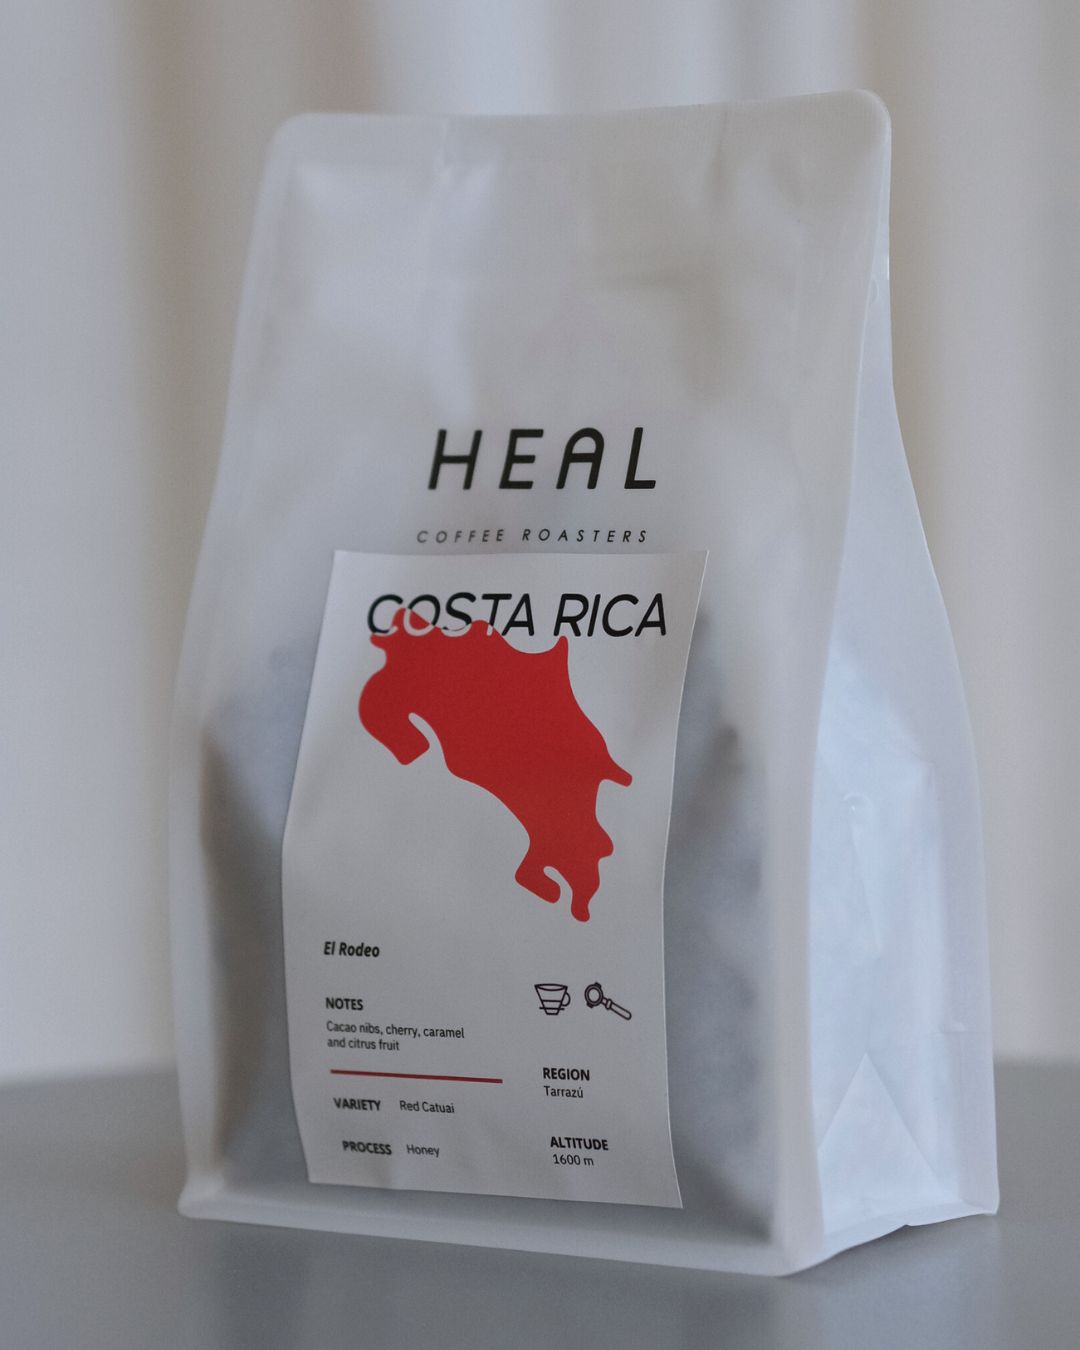 HEAL
COFFEE ROASTERS
COSTA RICA
El Rodeo
NOTES
Cacao nibs, cherry, caramel
and citrus fruit
VARIETY Red Catuai
PROCESS Honey
REGION
Tarrazú
ALTITUDE
1600 m